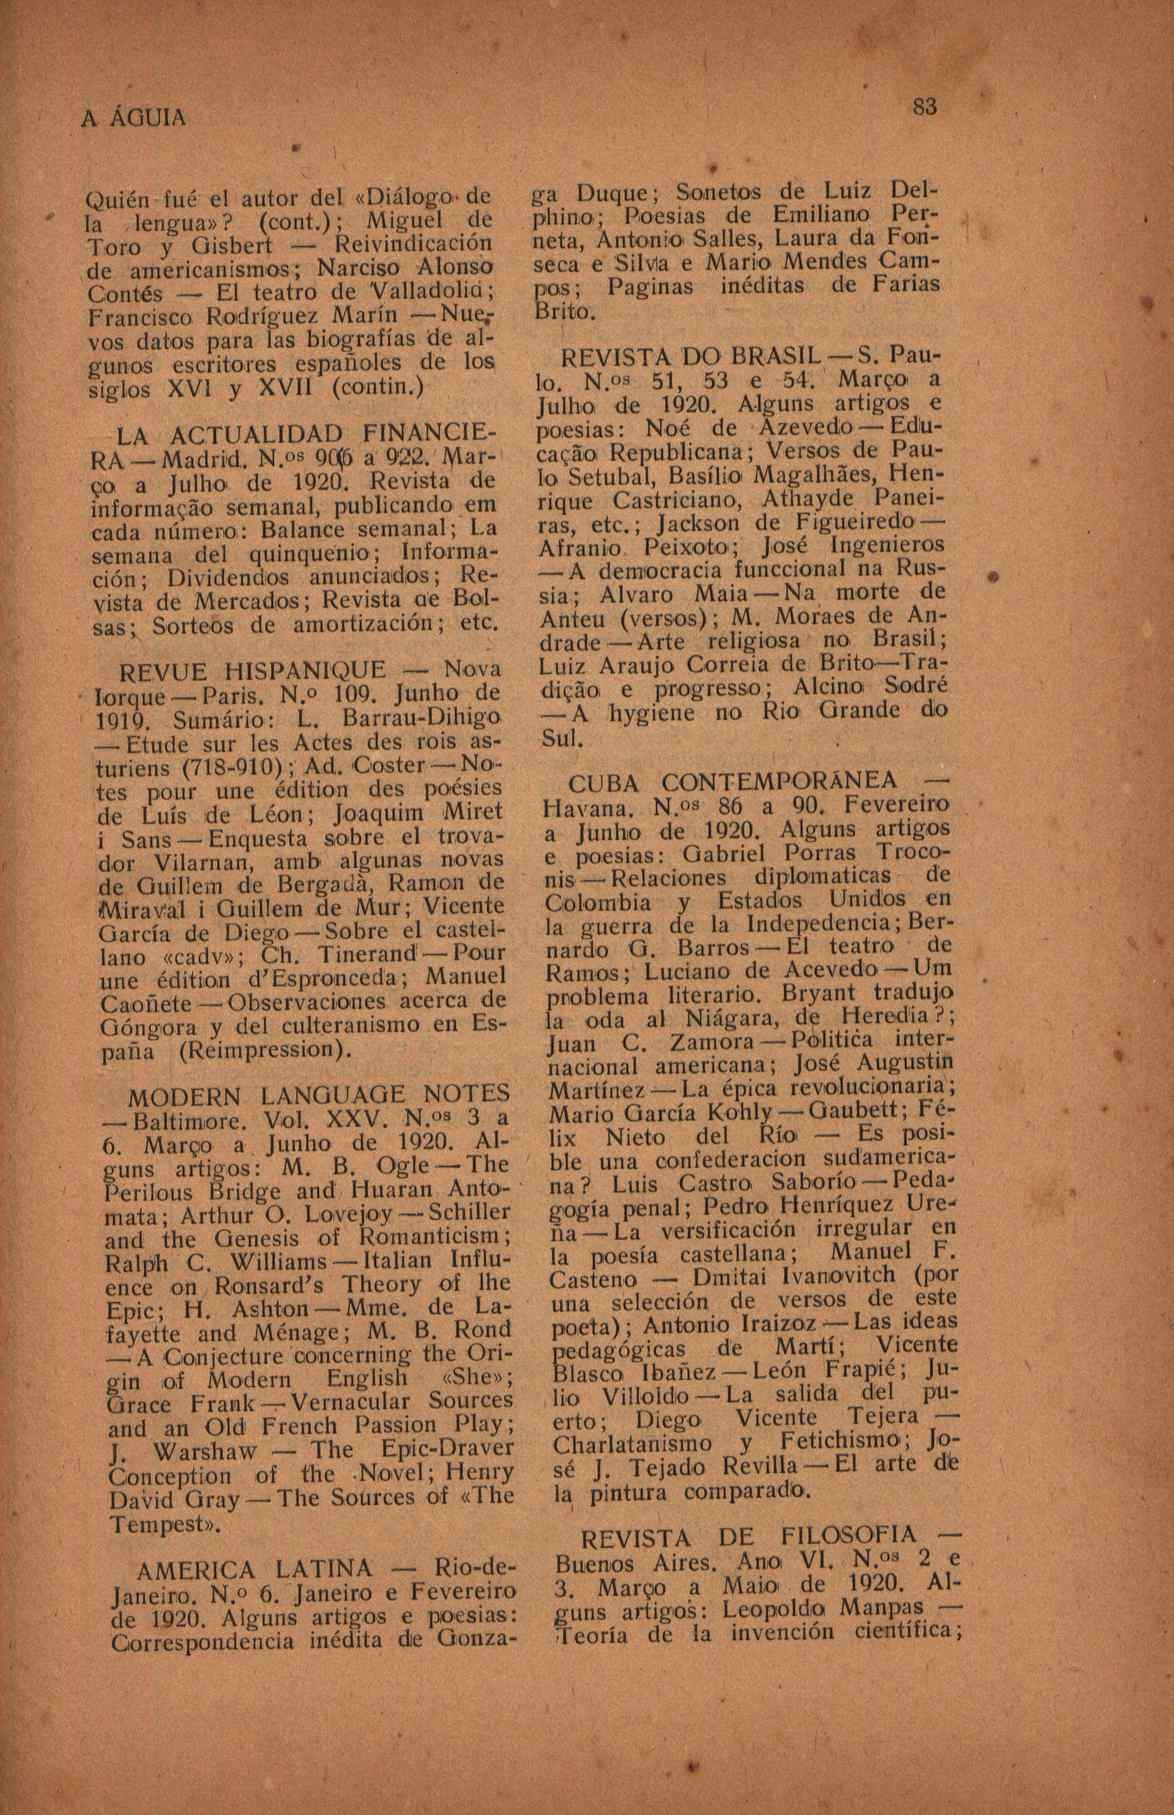 A ÁGUIA
83
Quién fué el autor del «Diálogo de
la lengua»? (cont.); Miguel de
Toro y Gisbert — Reivindicación
de americanismos; Narciso Alonso
Contés — El teatro de Valladolid;
Francisco Rodríguez Marín — Nue-
vos datos para las biografías de al-
gunos escritores españoles de los
siglos XVI y XVII (contin.)
LA ACTUALIDAD FINANCIE-
RA — Madrid. N.os 906 a 922. Mar-
ço a Julho de 1920. Revista de
informação semanal, publicando em
cada número: Balance semanal; La
semana del quinquenio; Informa-
ción; Dividendos anunciados; Re-
vista de Mercados; Revista de Bol-
sas; Sorteos de amortización; etc.
REVUE HISPANIQUE — Nova
Iorque — Paris. N.o 109. Junho de
1919. Sumário: L. Barrau-Dihigo
— Etude sur les Actes des rois as-
turiens (718-910); Ad. Coster — No-
tes pour une édition des poésies
de Luís de Léon; Joaquim Miret
i Sans — Enquesta sobre el trova-
dor Vilarnan, amb algunas novas
de Guillem de Bergadà, Ramon de
Miraval i Guillem de Mur; Vicente
García de Diego — Sobre el castel-
lano «cadv»; Ch. Tinerand — Pour
une édition d'Espronceda; Manuel
Caoñete — Observaciones acerca de
Góngora y del culteranismo en Es-
paña (Reimpression).
MODERN LANGUAGE NOTES
— Baltimore. Vol. XXV. N.os 3 a
6. Março a Junho de 1920. Al-
guns artigos: M. B. Ogle — The
Perilous Bridge and Huaran Anto-
mata; Arthur O. Lovejoy — Schiller
and the Genesis of Romanticism;
Ralph C. Williams — Italian Influ-
ence on Ronsard's Theory of lhe
Epic; H. Ashton — Mme. de La-
fayette and Ménage; M. B. Rond
— A Conjecture concerning the Ori-
gin of Modern English «She»;
Grace Frank — Vernacular Sources
and an Old French Passion Play;
J. Warshaw — The Epic-Draver
Conception of the Novel; Henry
David Gray — The Sources of «The
Tempest».
AMERICA LATINA — Rio-de-
Janeiro. N.o 6. Janeiro e Fevereiro
de 1920. Alguns artigos e poesias:
Correspondencia inédita de Gonza-
ga Duque; Sonetos de Luiz Del-
phino; Poesias de Emiliano Per-
neta, Antonio Salles, Laura da Fon-
seca e Silva e Mario Mendes Cam-
pos; Paginas inéditas de Farias
Brito.
REVISTA DO BRASIL — S. Pau-
lo. N.os 51, 53 e 54. Março a
Julho de 1920. Alguns artigos e
poesias: Noé de Azevedo — Edu-
cação Republicana; Versos de Pau-
lo Setubal, Basílio Magalhães, Hen-
rique Castriciano, Athayde Panei-
ras, etc.; Jackson de Figueiredo —
Afranio Peixoto; José Ingenieros
— A democracia funccional na Rus-
sia; Alvaro Maia — Na morte de
Anteu (versos); M. Moraes de An-
drade — Arte religiosa no Brasil;
Luiz Araujo Correia de Brito — Tra-
dição e progresso; Alcino Sodré
— A hygiene no Rio Grande do
Sul.
CUBA CONTEMPORÂNEA —
Havana. N.os 86 a 90. Fevereiro
a Junho de 1920. Alguns artigos
e poesias: Gabriel Porras Troco-
nis — Relaciones diplomaticas de
Colombia y Estados Unidos en
la guerra de la Indepedencia; Ber-
nardo G. Barros — El teatro de
Ramos; Luciano de Acevedo — Um
problema literario. Bryant tradujo
la oda al Niágara, de Heredia?;
Juan C. Zamora — Politica inter-
nacional americana; José Augustin
Martínez — La épica revolucionaria;
Mario García Kohly — Gaubett; Fé-
lix Nieto del Río — Es posi-
ble una confederacion sudamerica-
na? Luis Castro Saborío — Peda-
gogía penal; Pedro Henríquez Ure-
ña — La versificación irregular en
la poesía castellana; Manuel F.
Casteno — Dmitai Ivanovitch (por
una selección de versos de este
poeta); Antonio Iraizoz — Las ideas
pedagógicas de Martí; Vicente
Blasco Ibañez — León Frapié; Ju-
lio Villoldo — La salida del pu-
erto; Diego Vicente Tejera —
Charlatanismo y Fetichismo; Jo-
sé J. Tejado Revilla — El arte de
la pintura comparado.
REVISTA DE FILOSOFIA —
Buenos Aires. Ano VI. N.os 2 e
3. Março a Maio de 1920. Al-
guns artigos: Leopoldo Manpas —
Teoría de la invención científica;